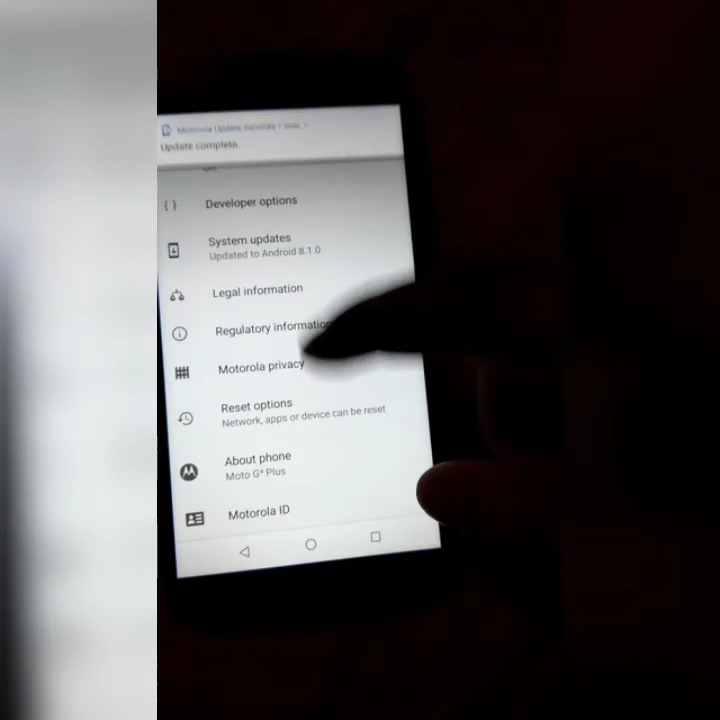 Motorola Update Services • now
Update complete.
Developer options
System updates
Updated to Android 8.1.0
Legal information
Regulatory information
Motorola privacy
Reset options
Network, apps or device can be reset
About phone
Moto G⁴ Plus
Motorola ID